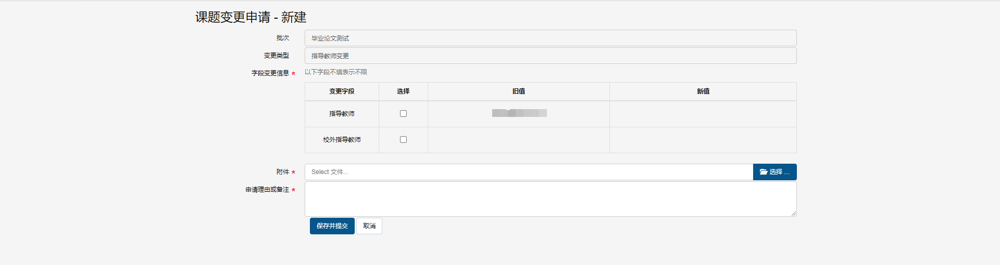 课题变更申请 - 新建
批次 毕业论文测试
变更类型 指导教师变更
字段变更信息 * 以下字段不填表示不限
变更字段 选择 旧值 新值
指导教师
校外指导教师
附件 * Select 文件... 选择 ...
申请理由或备注 *
保存并提交 取消